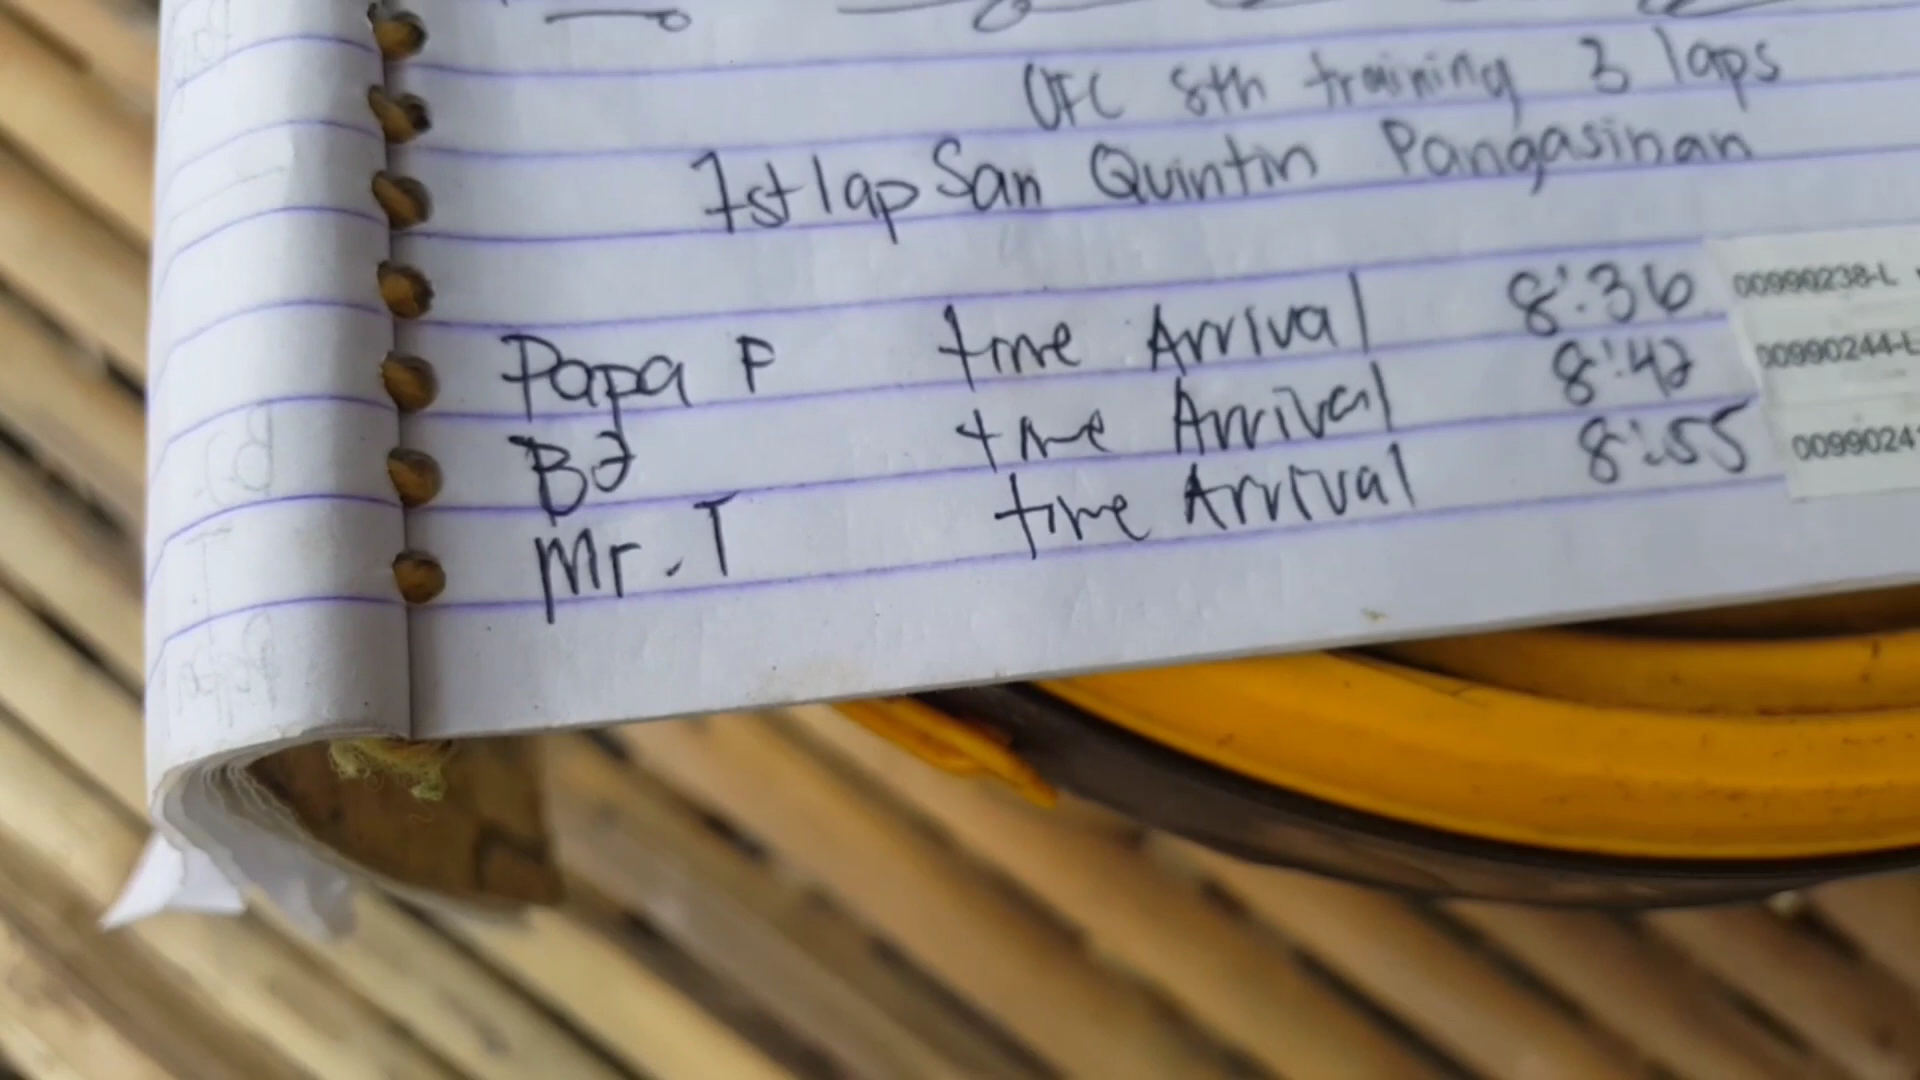 UFC 8th training 3 laps
1st lap San Quintin Pangasinan
Papa F time Arrival 8:36 00990238-L
BJ time Arrival 8:42 00990244-L
Mr. T time Arrival 8:55 0099024